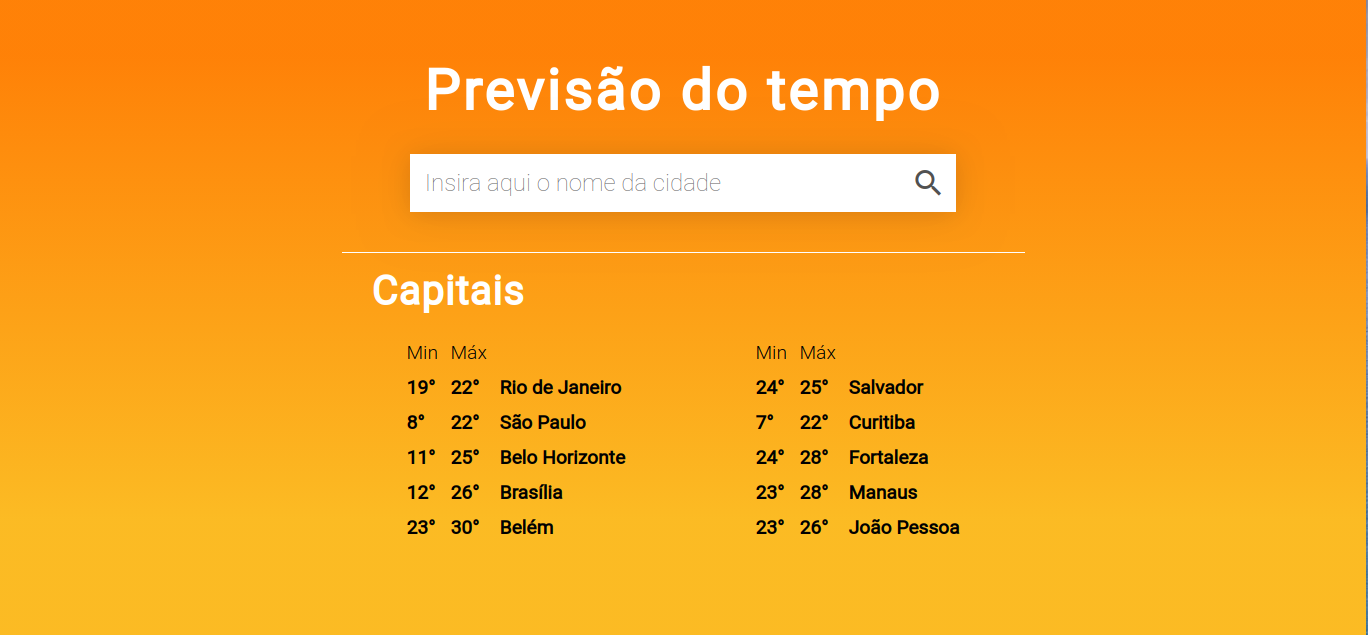 Previsão do tempo
Insira aqui o nome da cidade
Capitais
Min Máx
19° 22° Rio de Janeiro
8° 22° São Paulo
11° 25° Belo Horizonte
12° 26° Brasília
23° 30° Belém
Min Máx
24° 25° Salvador
7° 22° Curitiba
24° 28° Fortaleza
23° 28° Manaus
23° 26° João Pessoa